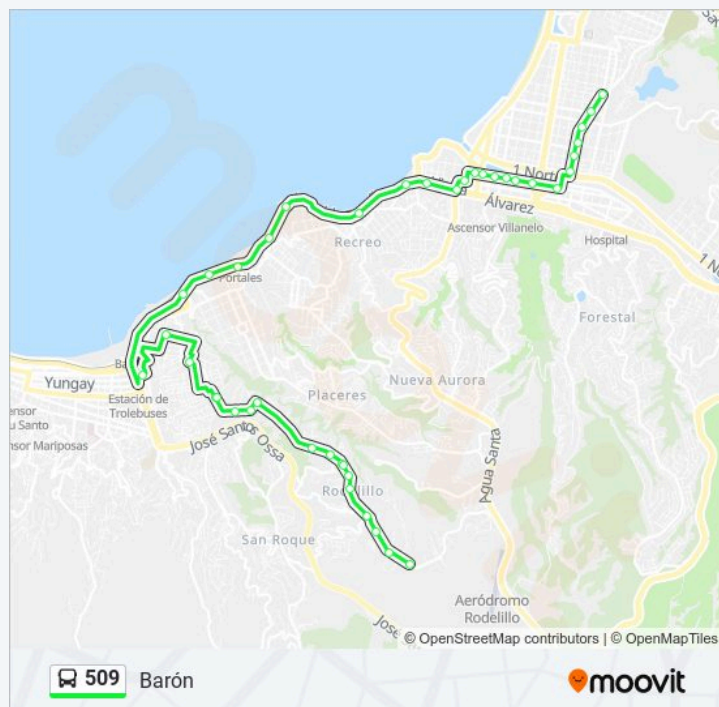 1 Norte
Álvarez
Recreo
Ascensor Villanelo
Hospital
Portales
Forestal
Yungay
Estación de
Trolebuses
Placeres
Nueva Aurora
José Santos Ossa
Agua Santa
Rodelillo
San Roque
Aeródromo
Rodelillo
© OpenStreetMap contributors | © OpenMapTiles
509 Barón
moovit